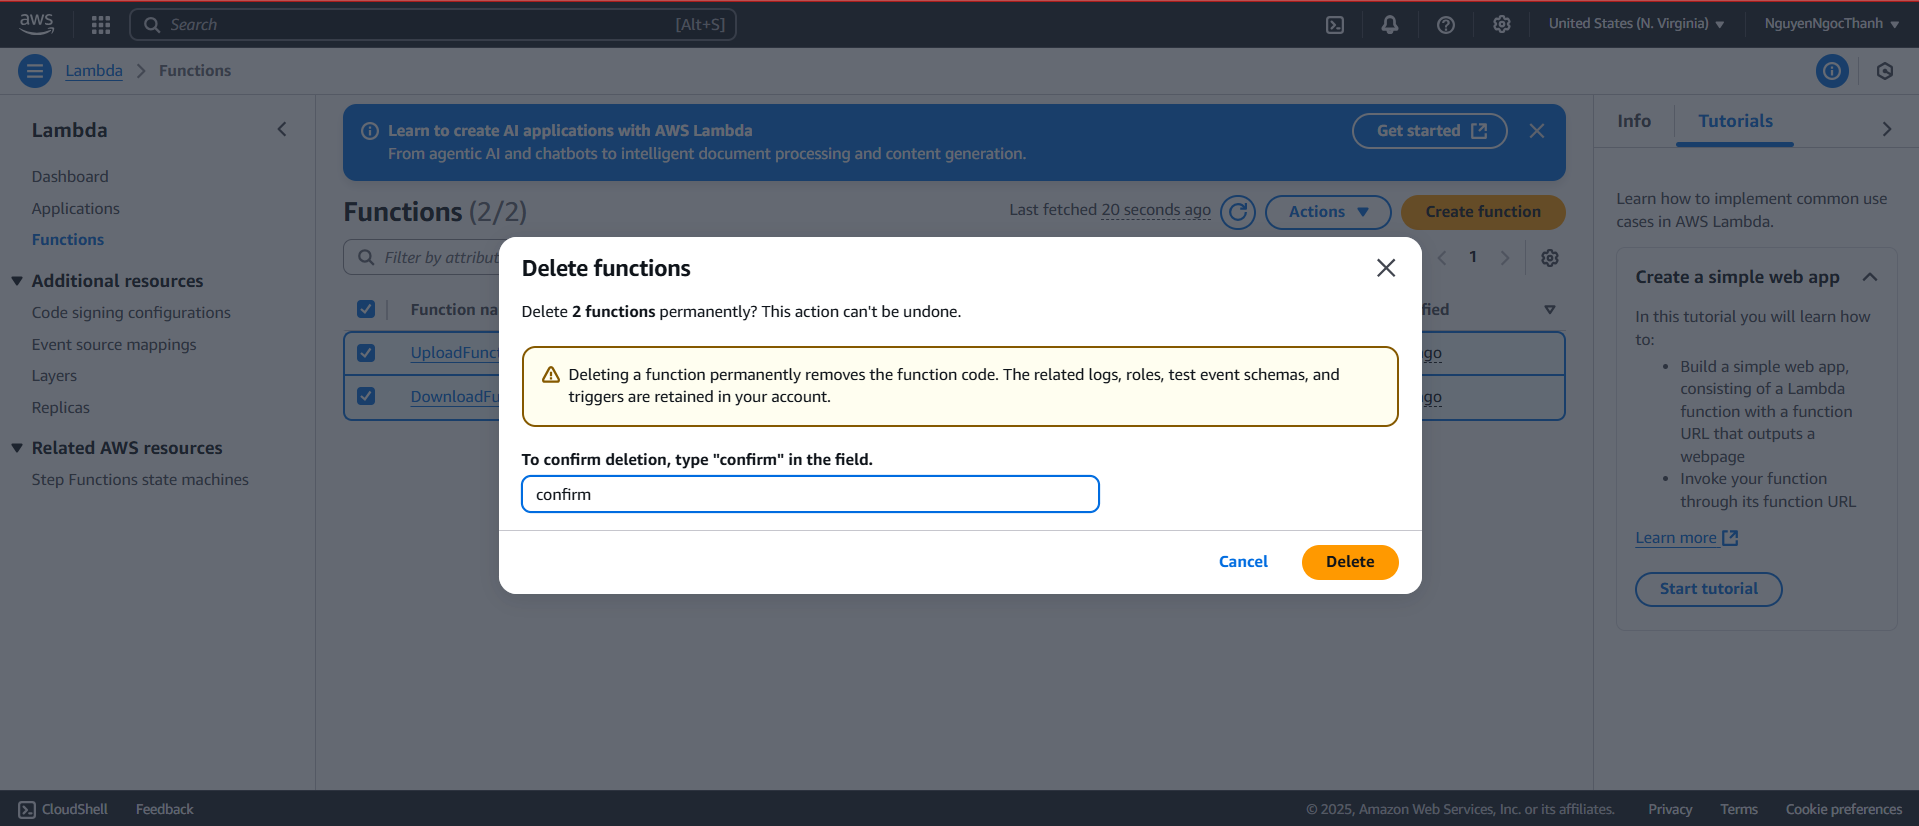 aws
Search
[Alt+S]
United States (N. Virginia)
NguyenNgocThanh
Lambda
Functions
Lambda
Dashboard
Applications
Functions
Additional resources
Code signing configurations
Event source mappings
Layers
Replicas
Related AWS resources
Step Functions state machines
Learn to create AI applications with AWS Lambda
From agentic AI and chatbots to intelligent document processing and content generation.
Get started
Functions (2/2)
Last fetched 20 seconds ago
Actions
Create function
Filter by attribut
1
Function na
fied
UploadFunct
go
DownloadFu
go
Delete functions
Delete 2 functions permanently? This action can't be undone.
Deleting a function permanently removes the function code. The related logs, roles, test event schemas, and
triggers are retained in your account.
To confirm deletion, type "confirm" in the field.
confirm
Cancel
Delete
Info
Tutorials
Learn how to implement common use
cases in AWS Lambda.
Create a simple web app
In this tutorial you will learn how
to:
• Build a simple web app,
consisting of a Lambda
function with a function
URL that outputs a
webpage
• Invoke your function
through its function URL
Learn more
Start tutorial
CloudShell
Feedback
© 2025, Amazon Web Services, Inc. or its affiliates.
Privacy
Terms
Cookie preferences